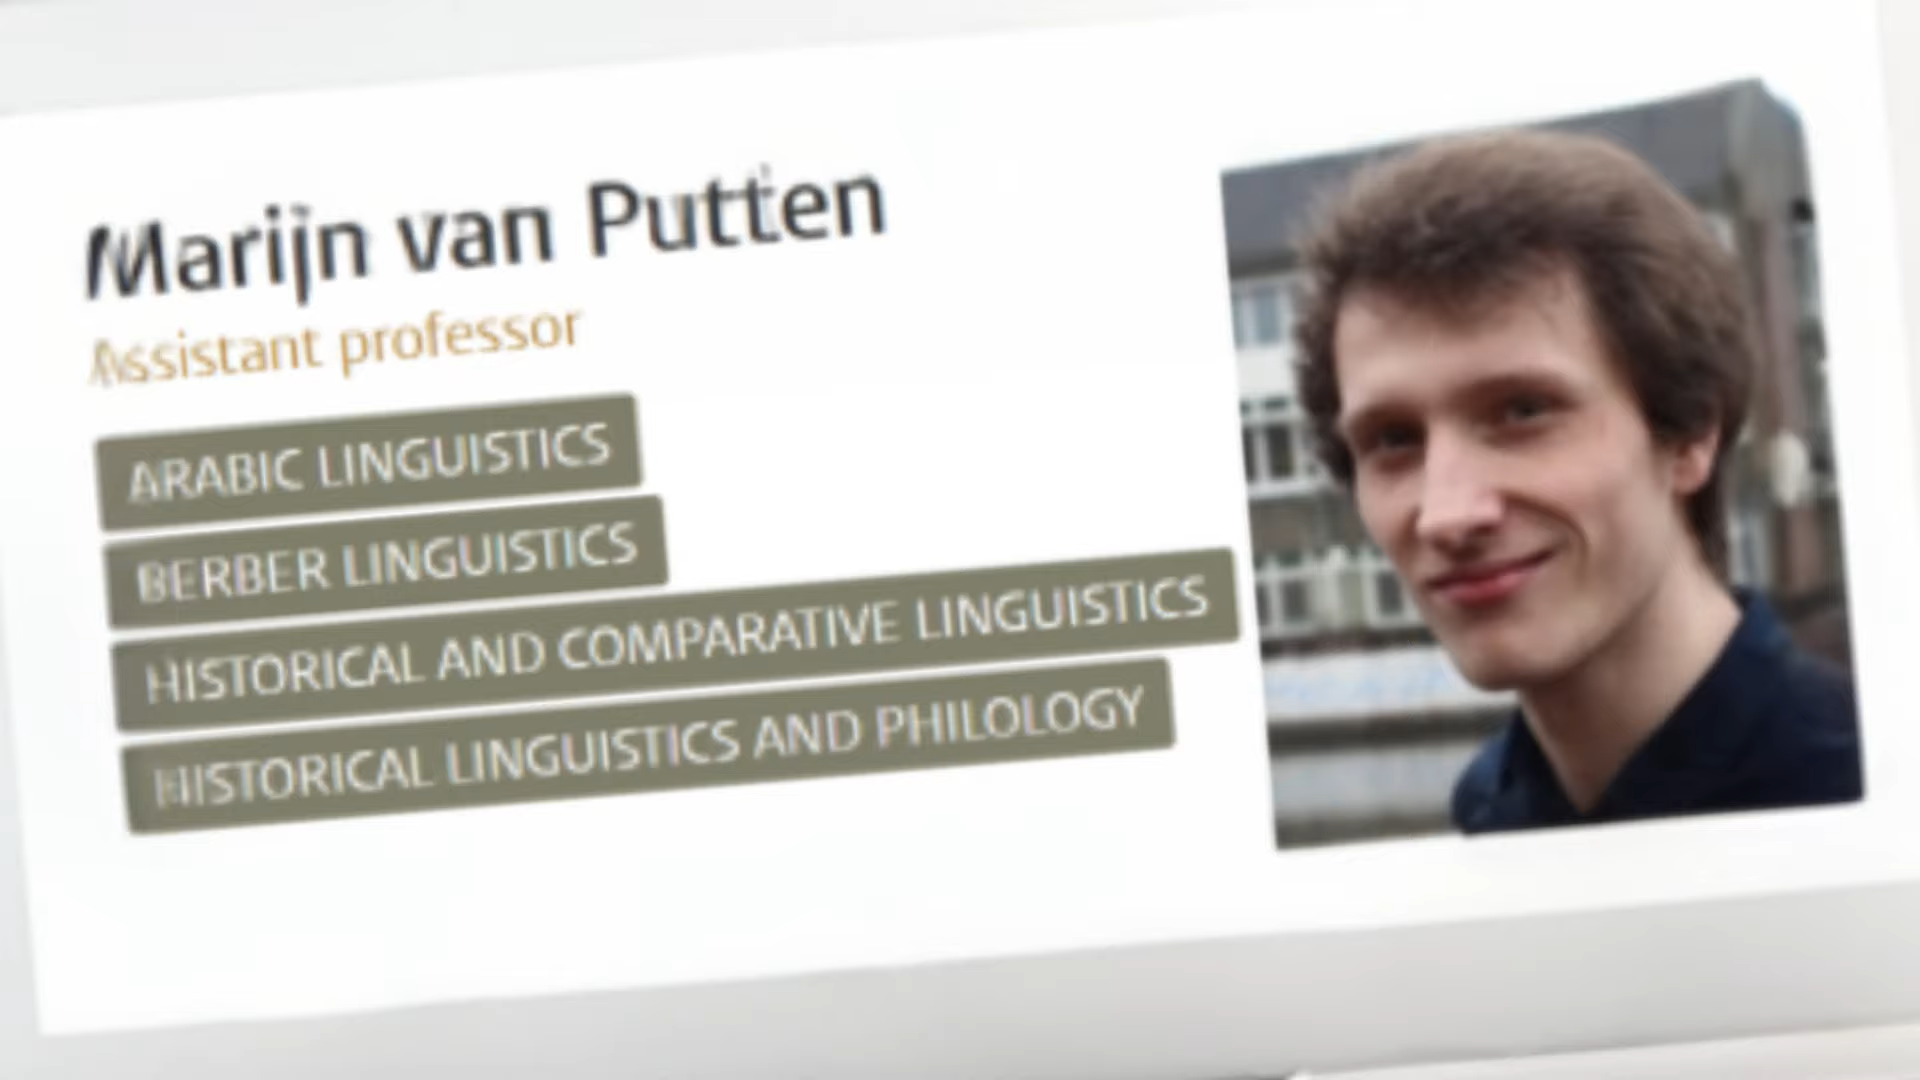 Marijn van Putten
Assistant professor
ARABIC LINGUISTICS
BERBER LINGUISTICS
HISTORICAL AND COMPARATIVE LINGUISTICS
HISTORICAL LINGUISTICS AND PHILOLOGY